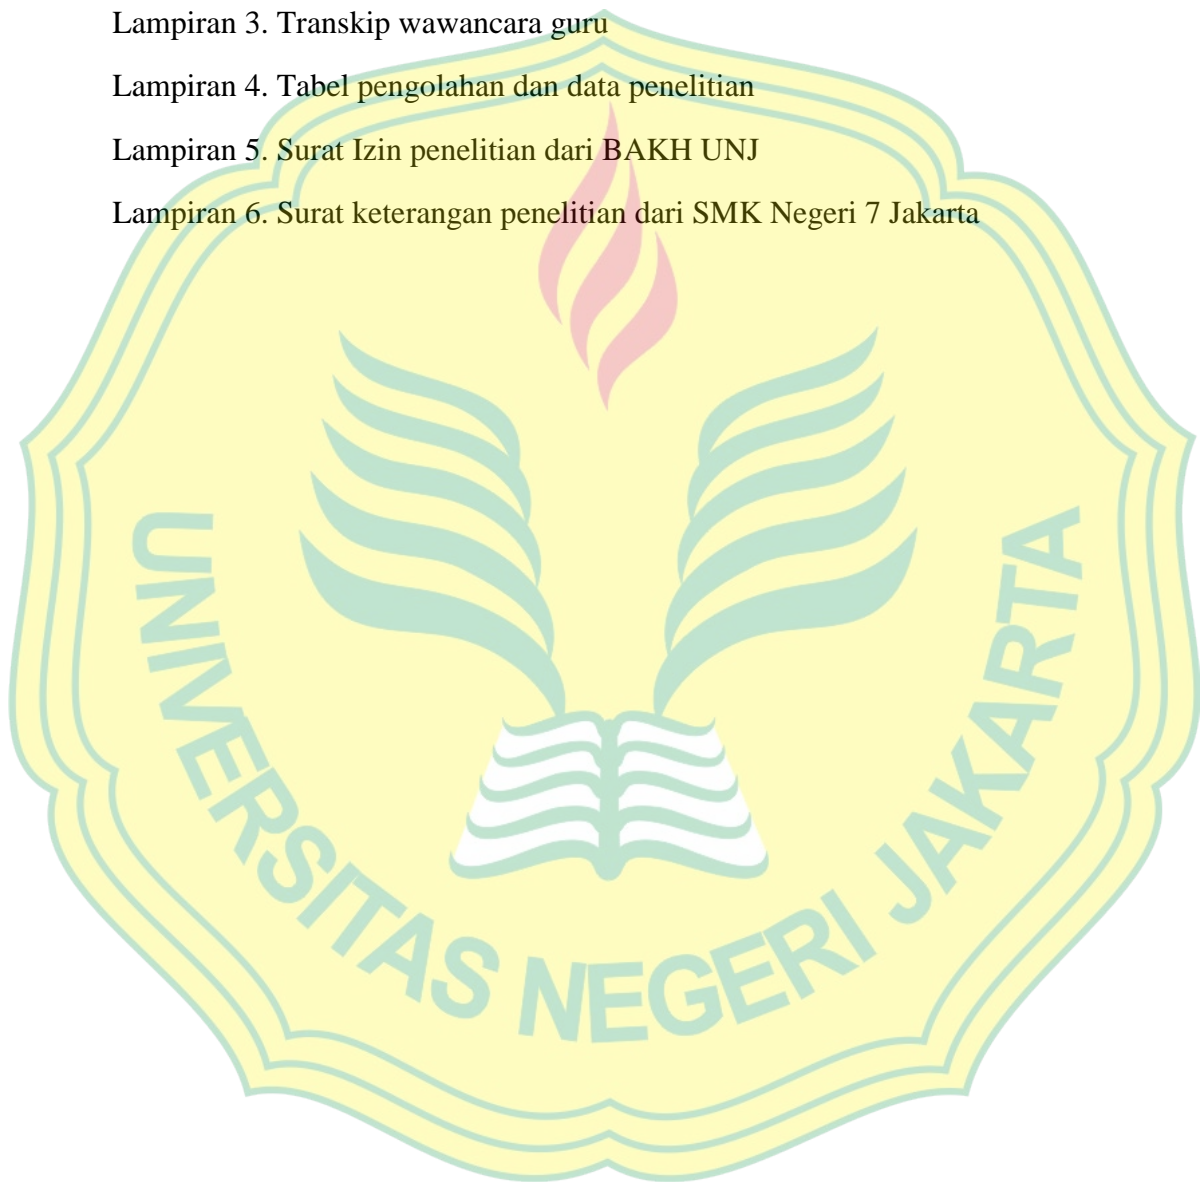 Lampiran 3. Transkip wawancara guru
Lampiran 4. Tabel pengolahan dan data penelitian
Lampiran 5. Surat Izin penelitian dari BAKH UNJ
Lampiran 6. Surat keterangan penelitian dari SMK Negeri 7 Jakarta
UNIVERSITAS NEGERI JAKARTA